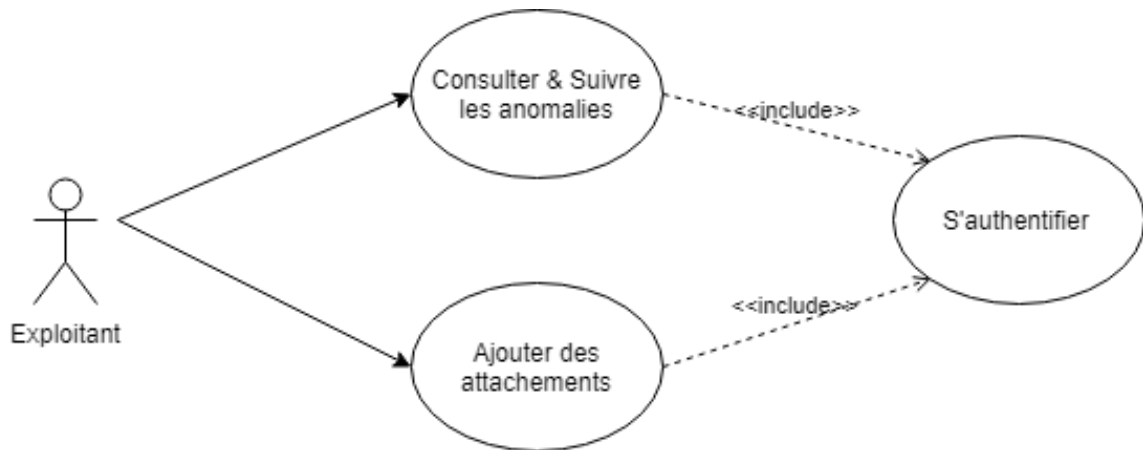 Consulter & Suivre
les anomalies
<<include>>
S'authentifier
<<include>>
Exploitant
Ajouter des
attachements